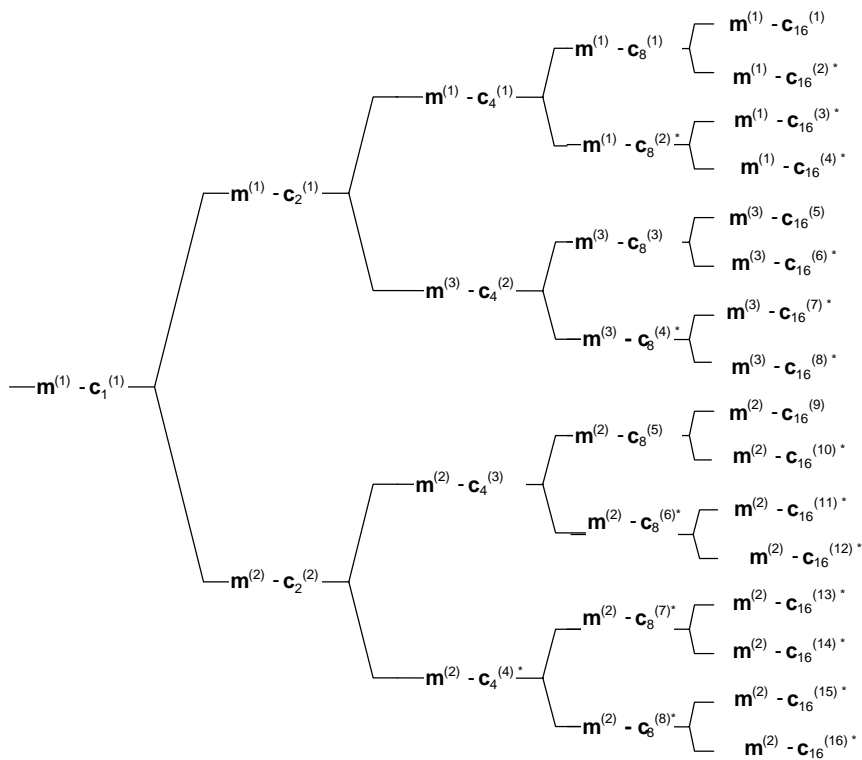 m(1) - c16(1)
m(1) - c8(1)
m(1) - c16(2) *
m(1) - c4(1)
m(1) - c16(3) *
m(1) - c8(2) *
m(1) - c16(4) *
m(1) - c2(1)
m(3) - c16(5)
m(3) - c8(3)
m(3) - c16(6) *
m(3) - c4(2)
m(3) - c16(7) *
m(3) - c8(4) *
m(3) - c16(8) *
m(1) - c1(1)
m(2) - c16(9)
m(2) - c8(5)
m(2) - c16(10) *
m(2) - c4(3)
m(2) - c16(11) *
m(2) - c8(6)*
m(2) - c16(12) *
m(2) - c2(2)
m(2) - c16(13) *
m(2) - c8(7)*
m(2) - c16(14) *
m(2) - c4(4) *
m(2) - c16(15) *
m(2) - c8(8)*
m(2) - c16(16) *